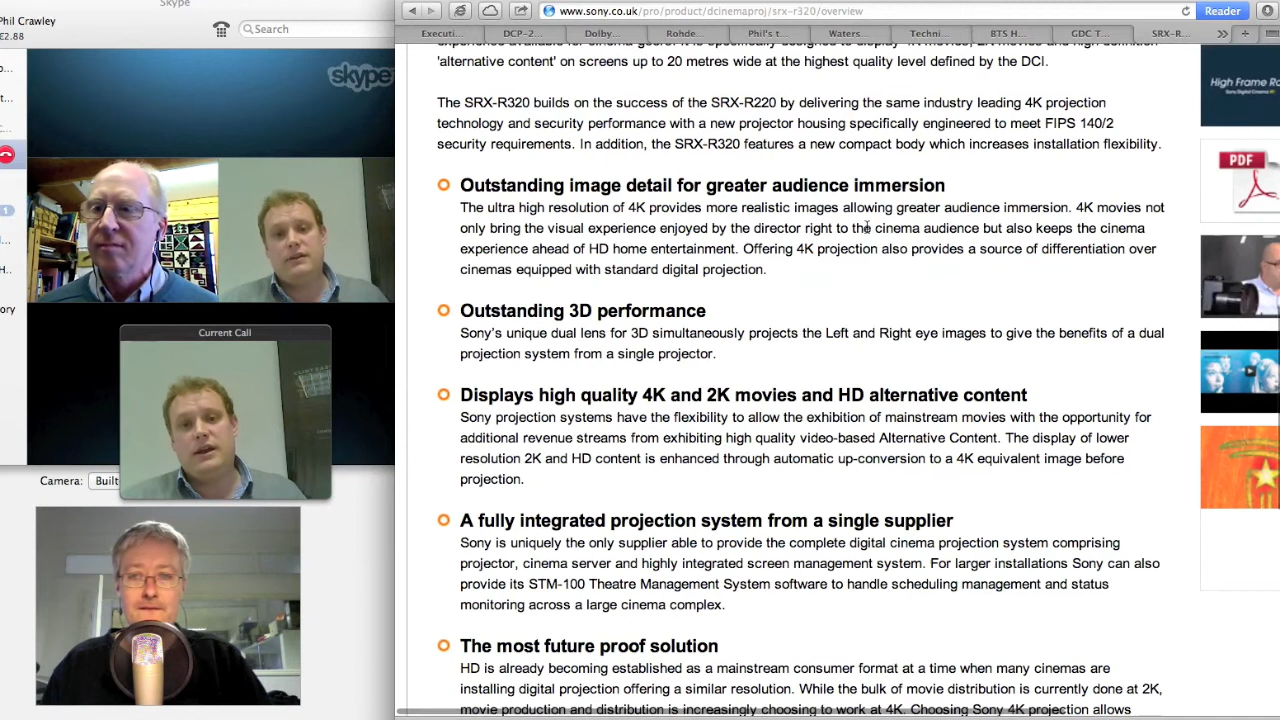 Skype
www.sony.co.uk/pro/product/dcinemaproj/srx-r320/overview
Reader
Phil Crawley
£2.88
Search
Executi...
DCP-2...
Dolby...
Rohde...
Phil's t...
Waters...
Techni...
BTS H...
GDC T...
SRX-R...
'alternative content' on screens up to 20 metres wide at the highest quality level defined by the DCI.
The SRX-R320 builds on the success of the SRX-R220 by delivering the same industry leading 4K projection
technology and security performance with a new projector housing specifically engineered to meet FIPS 140/2
security requirements. In addition, the SRX-R320 features a new compact body which increases installation flexibility.
Outstanding image detail for greater audience immersion
The ultra high resolution of 4K provides more realistic images allowing greater audience immersion. 4K movies not
only bring the visual experience enjoyed by the director right to the cinema audience but also keeps the cinema
experience ahead of HD home entertainment. Offering 4K projection also provides a source of differentiation over
cinemas equipped with standard digital projection.
Outstanding 3D performance
Sony's unique dual lens for 3D simultaneously projects the Left and Right eye images to give the benefits of a dual
projection system from a single projector.
Displays high quality 4K and 2K movies and HD alternative content
Sony projection systems have the flexibility to allow the exhibition of mainstream movies with the opportunity for
additional revenue streams from exhibiting high quality video-based Alternative Content. The display of lower
resolution 2K and HD content is enhanced through automatic up-conversion to a 4K equivalent image before
projection.
A fully integrated projection system from a single supplier
Sony is uniquely the only supplier able to provide the complete digital cinema projection system comprising
projector, cinema server and highly integrated screen management system. For larger installations Sony can also
provide its STM-100 Theatre Management System software to handle scheduling management and status
monitoring across a large cinema complex.
The most future proof solution
HD is already becoming established as a mainstream consumer format at a time when many cinemas are
installing digital projection offering a similar resolution. While the bulk of movie distribution is currently done at 2K,
movie production and distribution is increasingly choosing to work at 4K. Choosing Sony 4K projection allows
skype
Current Call
Camera:
Built
High Frame Ra
PDF